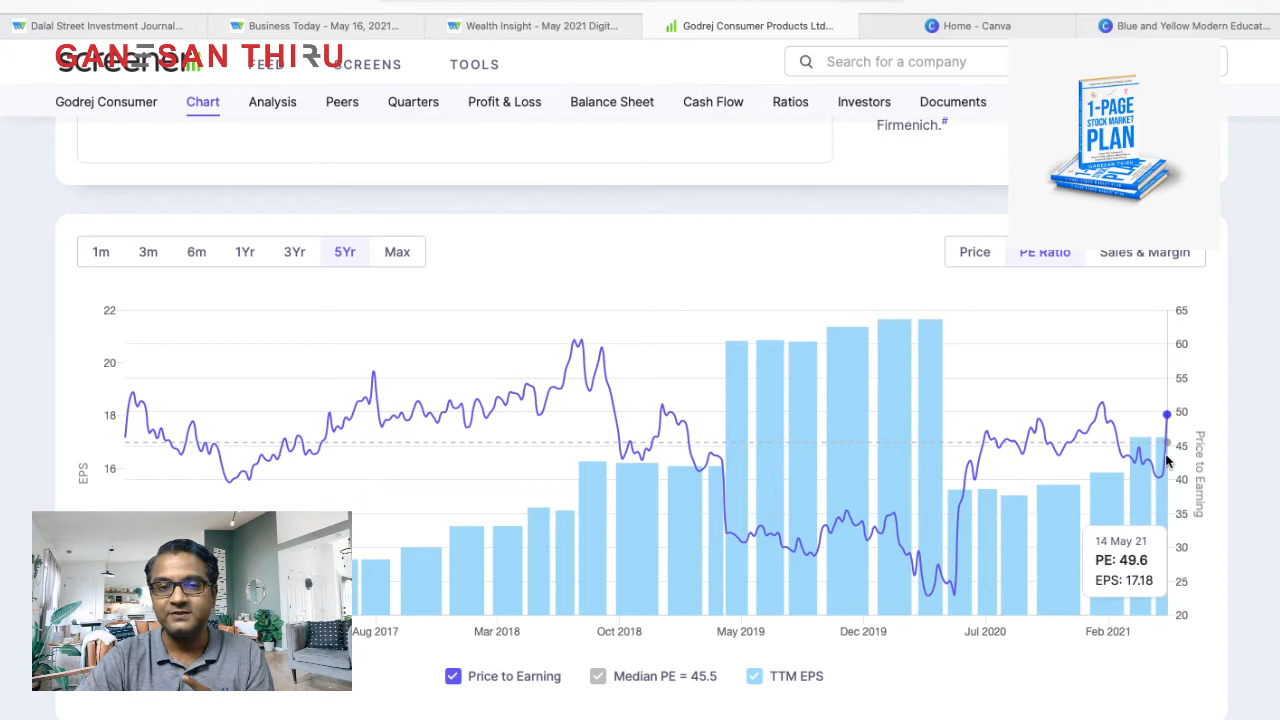 Dalal Street Investment Journal...
Business Today - May 16, 2021...
Wealth Insight - May 2021 Digit...
Godrej Consumer Products Ltd...
Home - Canva
Blue and Yellow Modern Educat...
GANESAN THIRU
screener
FEED
SCREENS
TOOLS
Search for a company
Godrej Consumer
Chart
Analysis
Peers
Quarters
Profit & Loss
Balance Sheet
Cash Flow
Ratios
Investors
Documents
Firmenich.#
1-PAGE
STOCK MARKET
PLAN
GANESAN THIRU
1m
3m
6m
1Yr
3Yr
5Yr
Max
Price
PE Ratio
Sales & Margin
22
20
18
16
EPS
65
60
55
50
45
40
35
30
25
20
Price to Earning
14 May 21
PE: 49.6
EPS: 17.18
Aug 2017
Mar 2018
Oct 2018
May 2019
Dec 2019
Jul 2020
Feb 2021
Price to Earning
Median PE = 45.5
TTM EPS